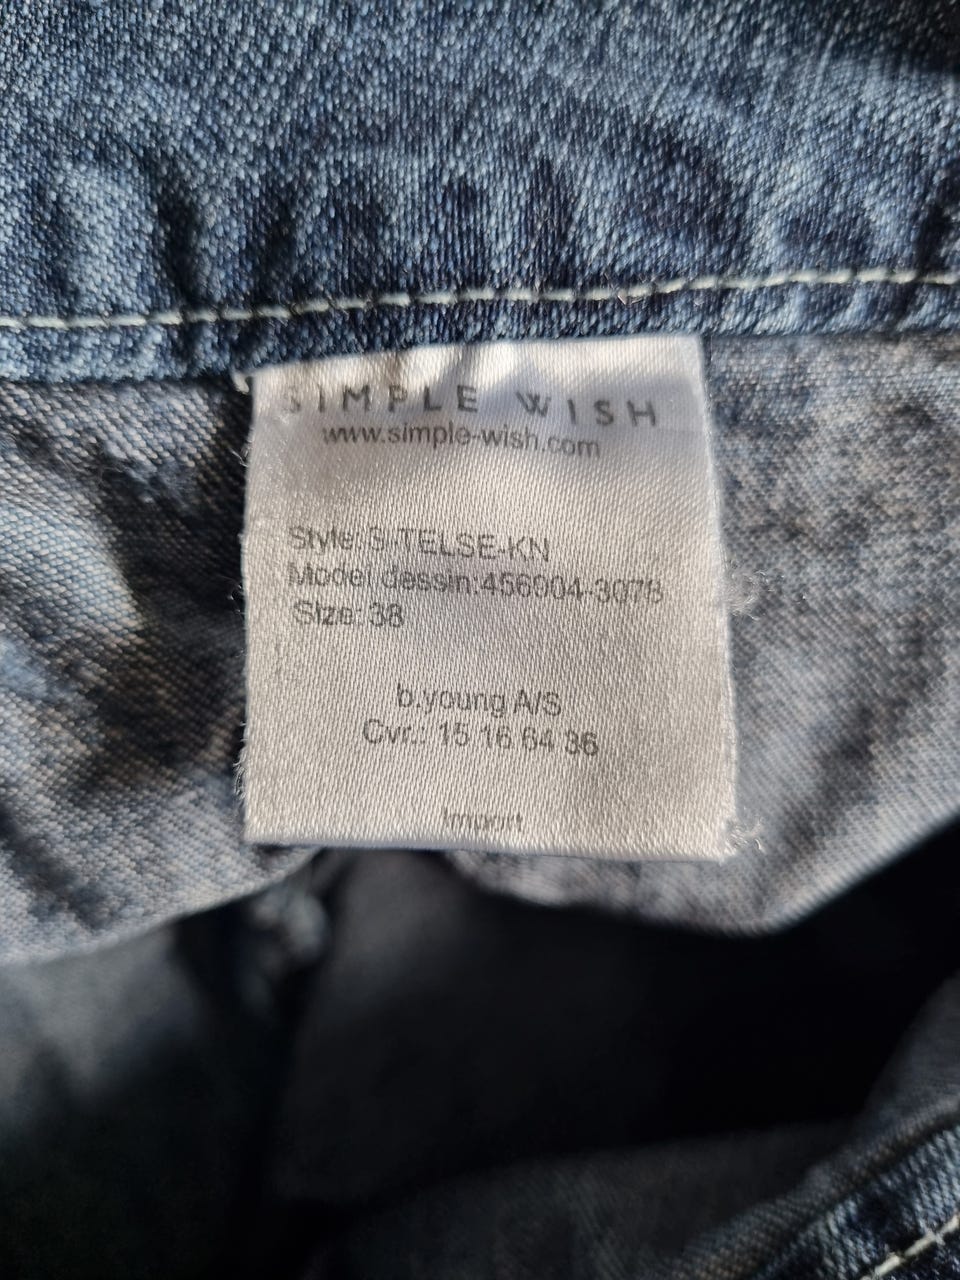 SIMPLE WISH
www.simple-wish.com
Style: S-TELSE-KN
Model dessin:456004-3078
Size: 38
b.young A/S
Cvr.: 15 16 64 36
Import